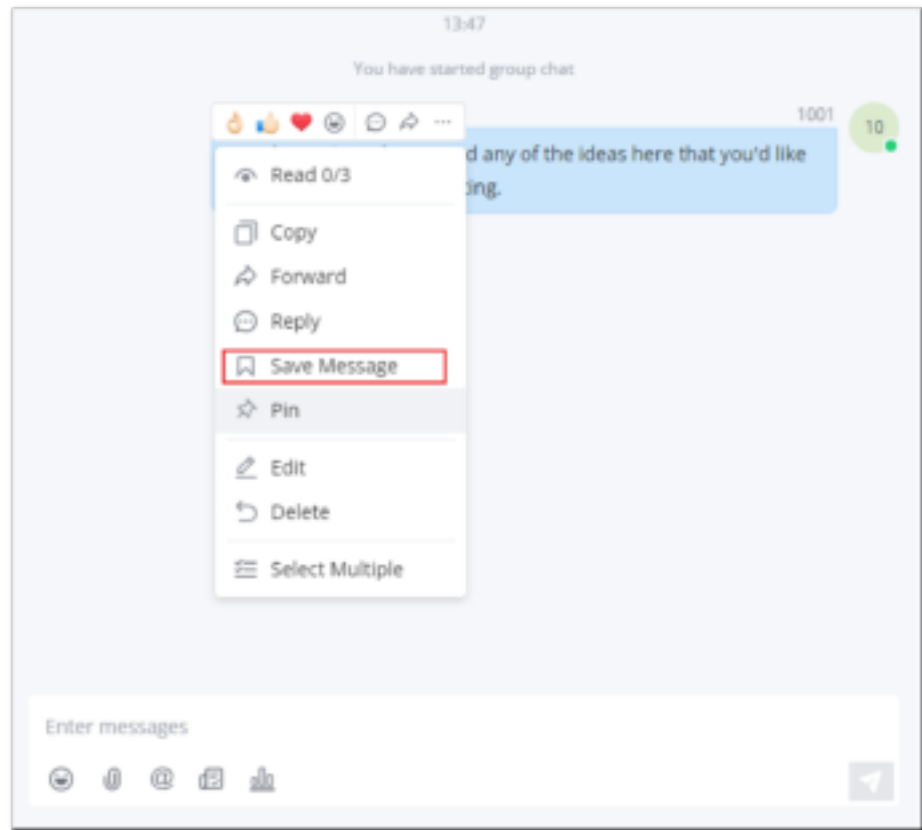 13:47
You have started group chat
1001
10
d any of the ideas here that you'd like
ing.
Read 0/3
Copy
Forward
Reply
Save Message
Pin
Edit
Delete
Select Multiple
Enter messages